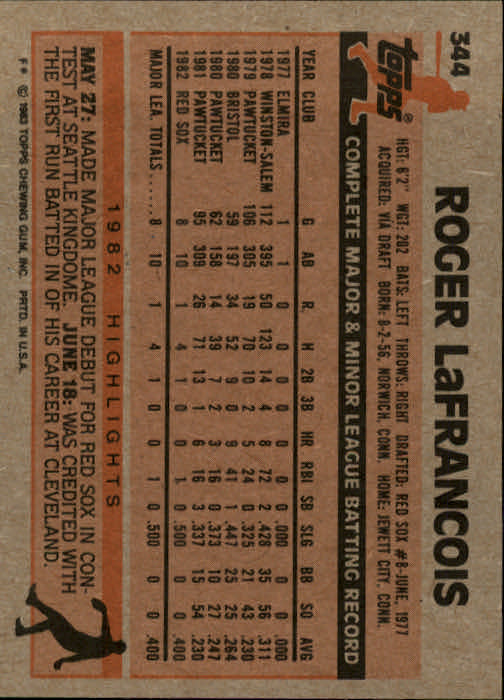 344
topps®
ROGER LaFRANCOIS
HGT: 6'2" WGT: 202 BATS: LEFT THROWS: RIGHT DRAFTED: RED SOX #8-JUNE, 1977
ACQUIRED: VIA DRAFT BORN: 8-2-56, NORWICH, CONN. HOME: JEWETT CITY, CONN.
COMPLETE MAJOR & MINOR LEAGUE BATTING RECORD
YEAR CLUB G AB R. H 2B 3B HR RBI SB SLG BB SO AVG
1977 ELMIRA 1 1 0 0 0 0 0 0 0 .000 0 0 .000
1978 WINSTON-SALEM 112 395 50 123 14 4 8 72 2 .428 35 56 .311
1979 PAWTUCKET 106 305 19 70 10 2 5 24 0 .325 21 43 .230
1980 BRISTOL 59 197 34 52 9 0 9 41 1 .447 25 25 .264
1980 PAWTUCKET 62 158 14 39 7 2 3 16 0 .373 10 27 .247
1981 PAWTUCKET 95 309 26 71 13 1 6 16 3 .337 15 54 .230
1982 RED SOX 8 10 1 4 1 0 0 1 0 .500 0 0 .400
MAJOR LEA. TOTALS.....8 10 1 4 1 0 0 1 0 .500 0 0 .400
1982 HIGHLIGHTS
MAY 27: MADE MAJOR LEAGUE DEBUT FOR RED SOX IN CON-
TEST AT SEATTLE KINGDOME. JUNE 18: WAS CREDITED WITH
THE FIRST RUN BATTED IN OF HIS CAREER AT CLEVELAND.
F* © 1983 TOPPS CHEWING GUM, INC. PRTD. IN U.S.A.